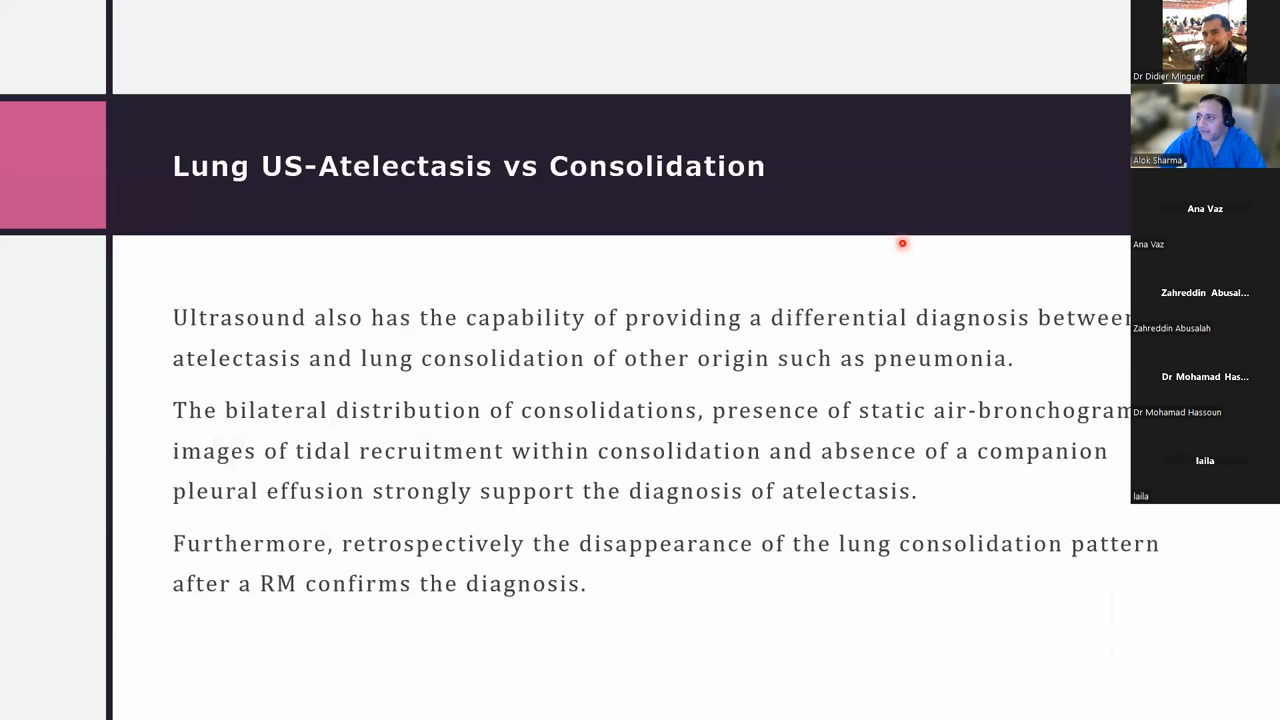 Lung US-Atelectasis vs Consolidation
Ultrasound also has the capability of providing a differential diagnosis between
atelectasis and lung consolidation of other origin such as pneumonia.
The bilateral distribution of consolidations, presence of static air-bronchogram
images of tidal recruitment within consolidation and absence of a companion
pleural effusion strongly support the diagnosis of atelectasis.
Furthermore, retrospectively the disappearance of the lung consolidation pattern
after a RM confirms the diagnosis.
Dr Didier Minguer
Alok Sharma
Ana Vaz
Ana Vaz
Zahreddin Abusal...
Zahreddin Abusalah
Dr Mohamad Has...
Dr Mohamad Hassoun
laila
laila